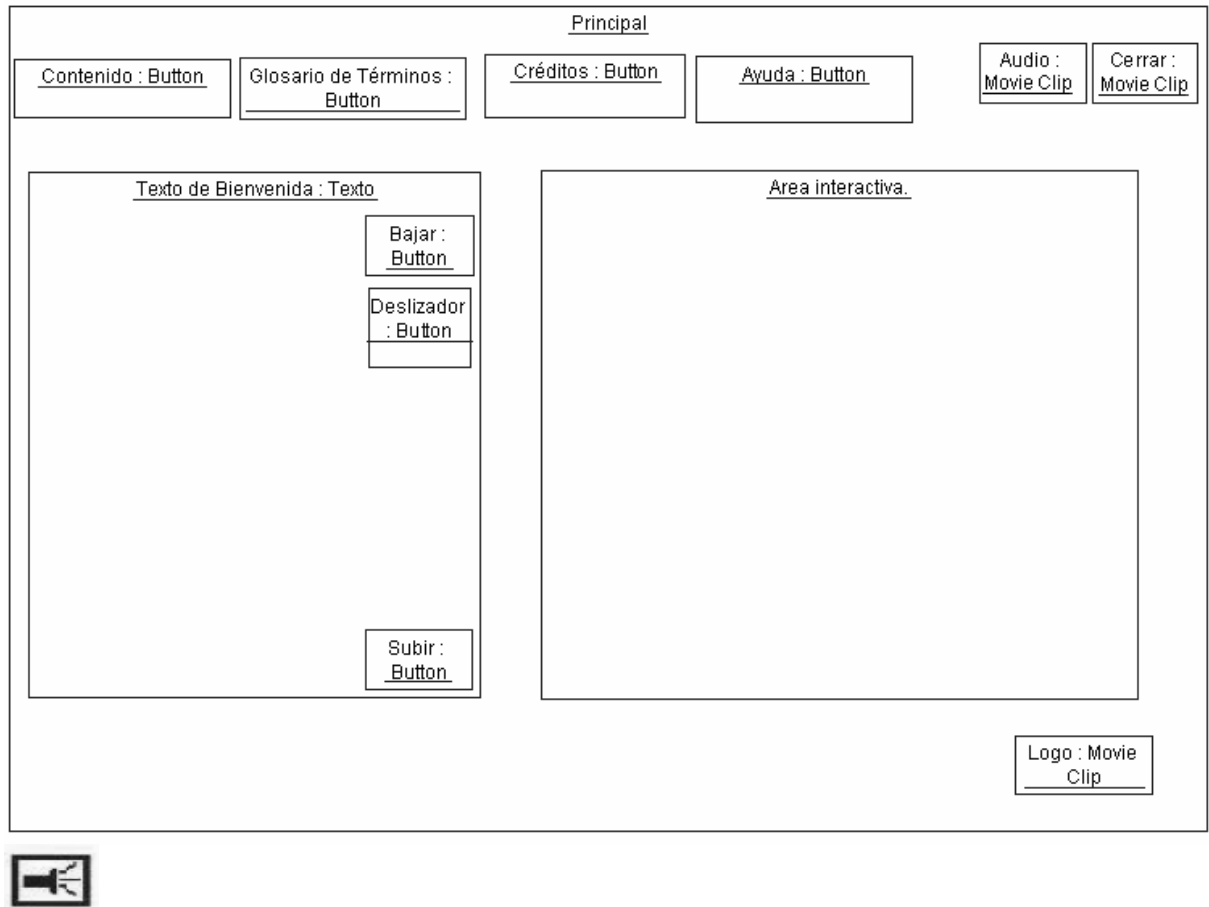 Principal
Contenido : Button
Glosario de Términos :
Button
Créditos : Button
Ayuda : Button
Audio :
Movie Clip
Cerrar :
Movie Clip
Texto de Bienvenida : Texto
Bajar :
Button
Deslizador
: Button
Subir :
Button
Area interactiva.
Logo : Movie
Clip